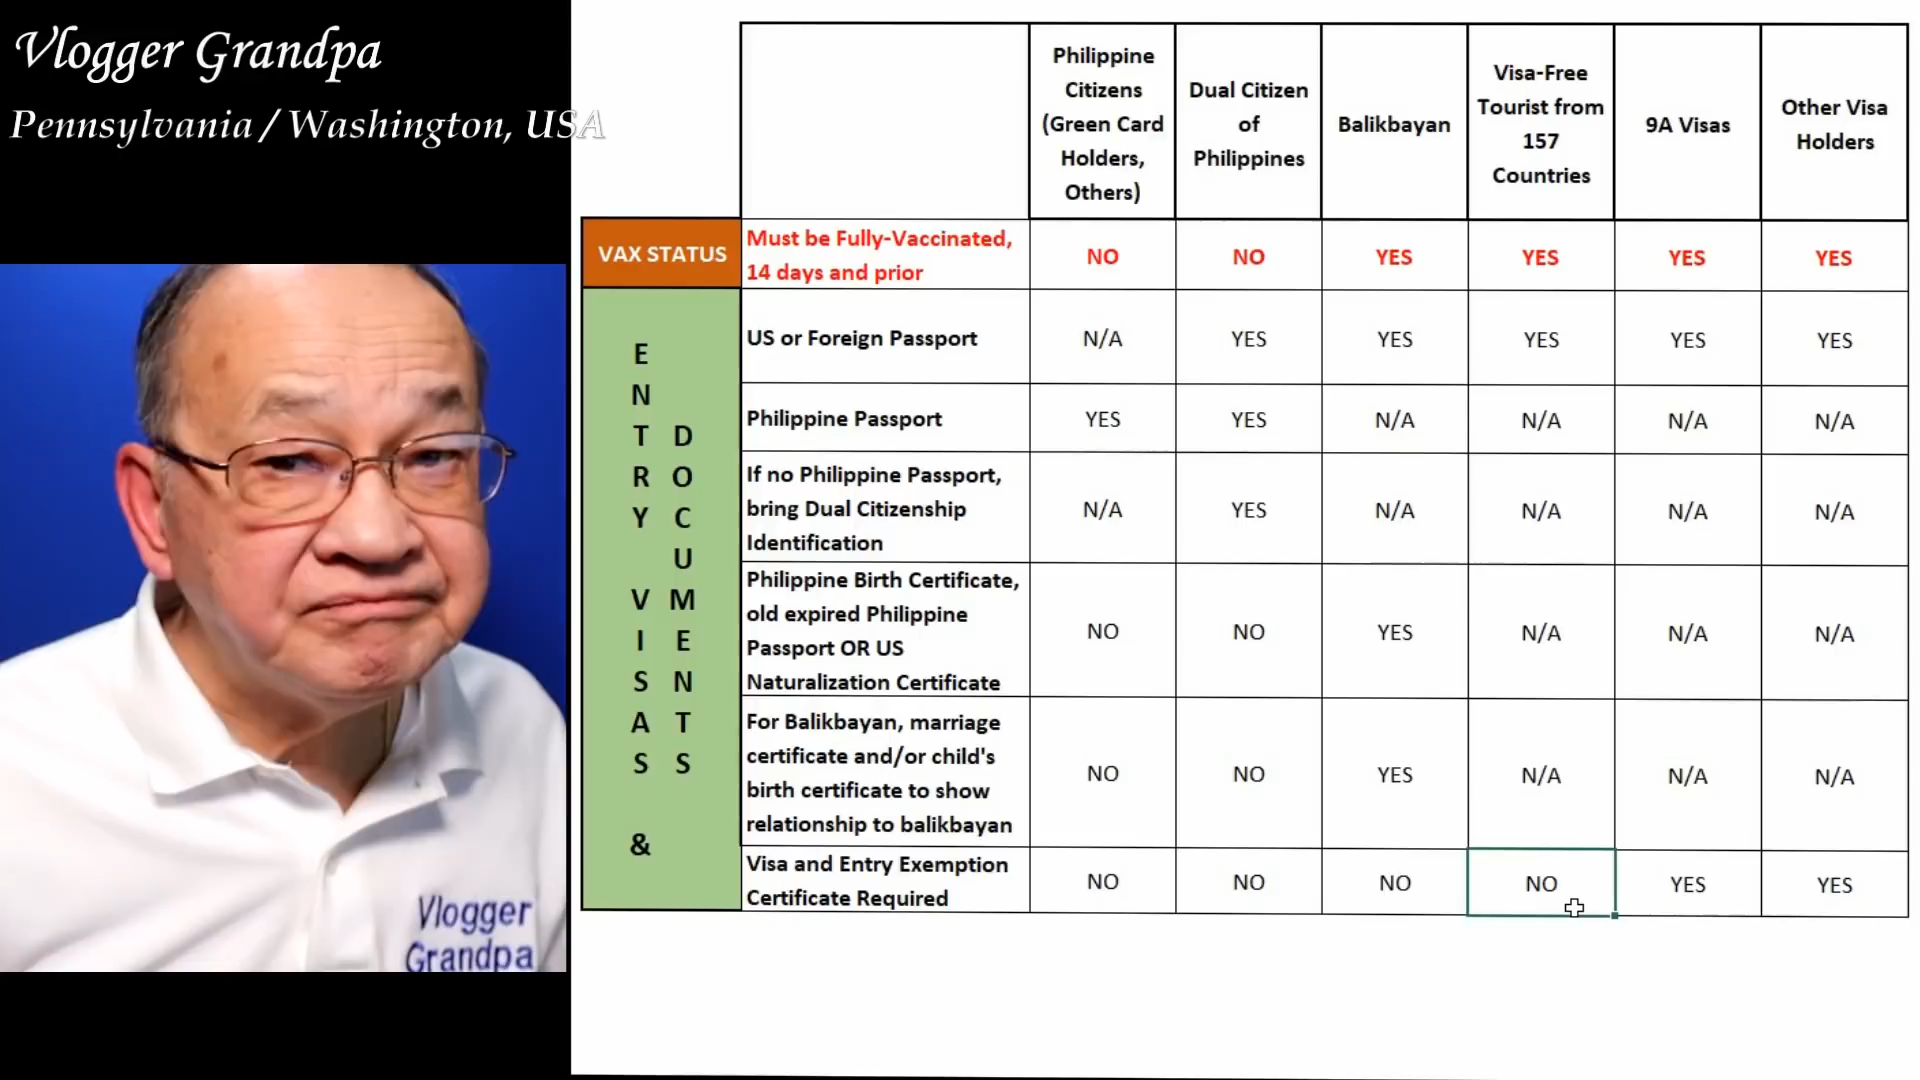 Vlogger Grandpa
Pennsylvania / Washington, USA
Philippine
Citizens
(Green Card
Holders,
Others)
Dual Citizen
of
Philippines
Balikbayan
Visa-Free
Tourist from
157
Countries
9A Visas
Other Visa
Holders
VAX STATUS
Must be Fully-Vaccinated,
14 days and prior
NO
NO
YES
YES
YES
YES
ENTRY VISAS &
DOCUMENTS
US or Foreign Passport
N/A
YES
YES
YES
YES
YES
Philippine Passport
YES
YES
N/A
N/A
N/A
N/A
If no Philippine Passport,
bring Dual Citizenship
Identification
N/A
YES
N/A
N/A
N/A
N/A
Philippine Birth Certificate,
old expired Philippine
Passport OR US
Naturalization Certificate
NO
NO
YES
N/A
N/A
N/A
For Balikbayan, marriage
certificate and/or child's
birth certificate to show
relationship to balikbayan
NO
NO
YES
N/A
N/A
N/A
Visa and Entry Exemption
Certificate Required
NO
NO
NO
NO
YES
YES
Vlogger
Grandpa